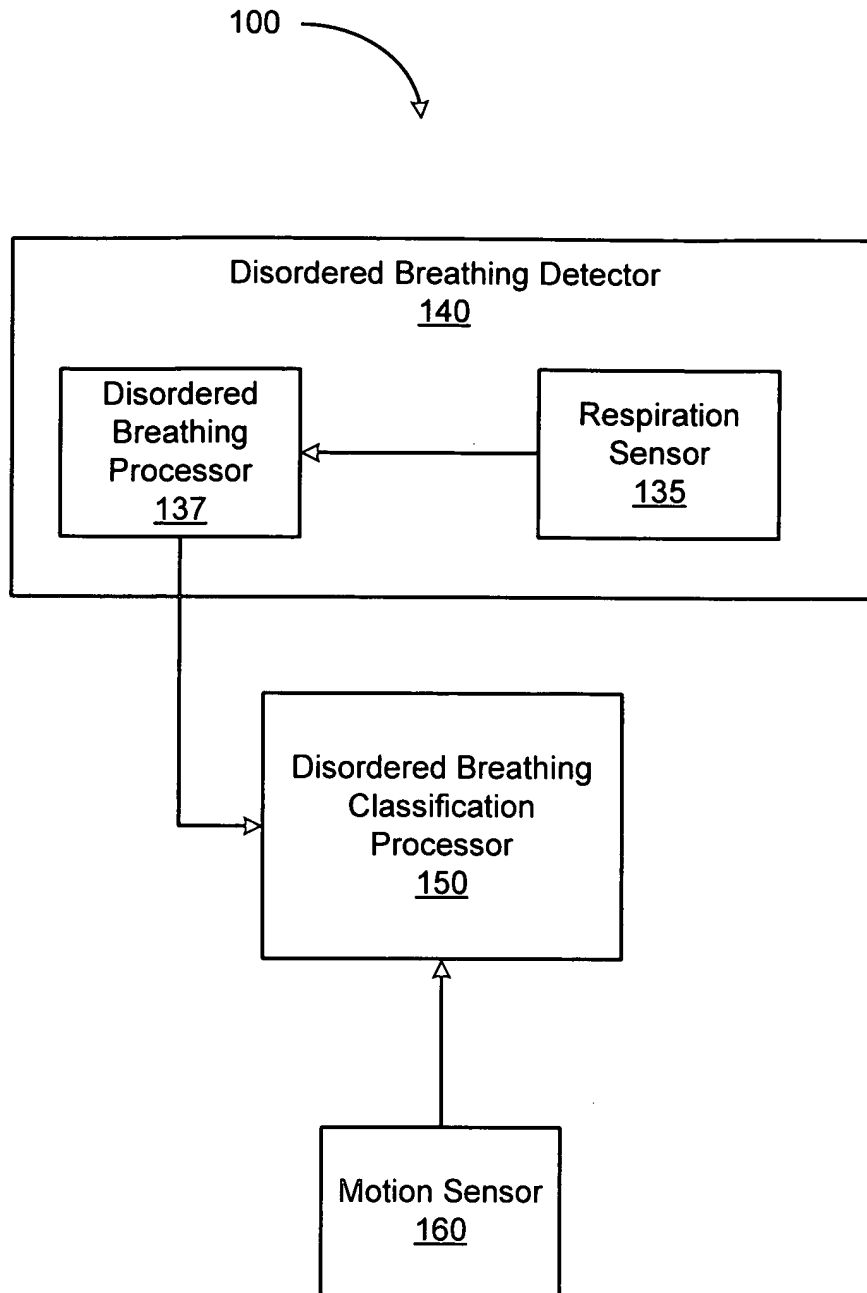 100
Disordered Breathing Detector
140
Disordered
Breathing
Processor
137
Respiration
Sensor
135
Disordered Breathing
Classification
Processor
150
Motion Sensor
160